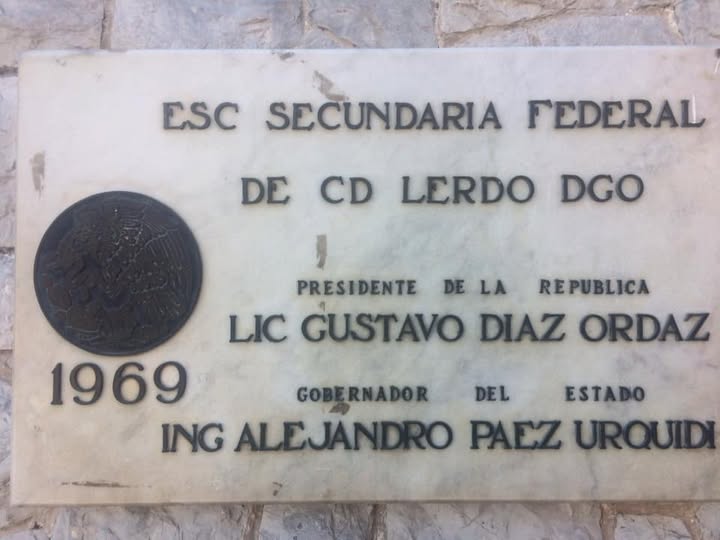 ESC SECUNDARIA FEDERAL
DE CD LERDO DGO
PRESIDENTE DE LA REPUBLICA
LIC GUSTAVO DIAZ ORDAZ
1969
GOBERNADOR DEL ESTADO
ING ALEJANDRO PAEZ URQUIDI